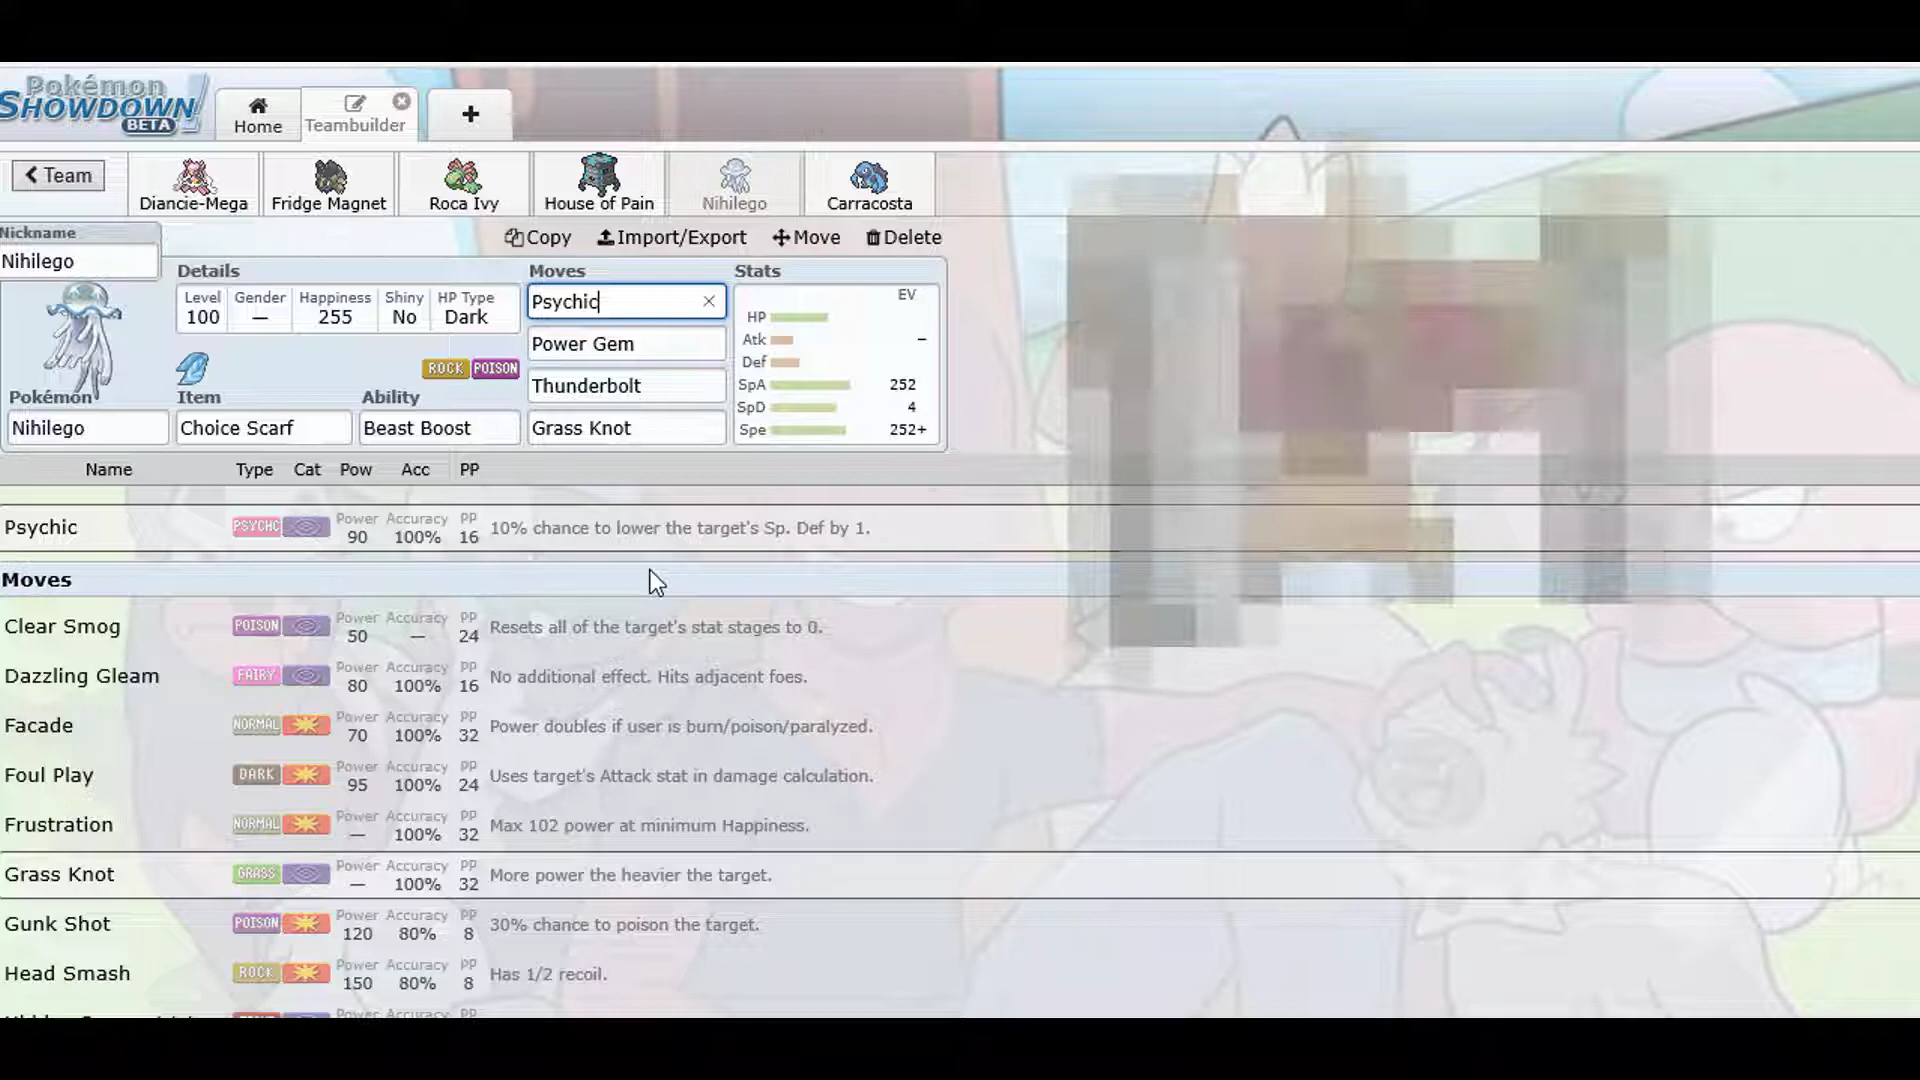 Pokémon
SHOWDOWN
BETA
Home
Teambuilder
+
Team
Diancie-Mega
Fridge Magnet
Roca Ivy
House of Pain
Nihilego
Carracosta
Nickname
Nihilego
Copy
Import/Export
Move
Delete
Details
Level
100
Gender
—
Happiness
255
Shiny
No
HP Type
Dark
ROCK POISON
Pokémon
Nihilego
Item
Choice Scarf
Ability
Beast Boost
Moves
Psychic
Power Gem
Thunderbolt
Grass Knot
Stats
EV
HP
Atk –
Def
SpA 252
SpD 4
Spe 252+
Name Type Cat Pow Acc PP
Psychic PSYCHC Power 90 Accuracy 100% PP 16 10% chance to lower the target's Sp. Def by 1.
Moves
Clear Smog POISON Power 50 Accuracy — PP 24 Resets all of the target's stat stages to 0.
Dazzling Gleam FAIRY Power 80 Accuracy 100% PP 16 No additional effect. Hits adjacent foes.
Facade NORMAL Power 70 Accuracy 100% PP 32 Power doubles if user is burn/poison/paralyzed.
Foul Play DARK Power 95 Accuracy 100% PP 24 Uses target's Attack stat in damage calculation.
Frustration NORMAL Power — Accuracy 100% PP 32 Max 102 power at minimum Happiness.
Grass Knot GRASS Power — Accuracy 100% PP 32 More power the heavier the target.
Gunk Shot POISON Power 120 Accuracy 80% PP 8 30% chance to poison the target.
Head Smash ROCK Power 150 Accuracy 80% PP 8 Has 1/2 recoil.
Power Accuracy PP